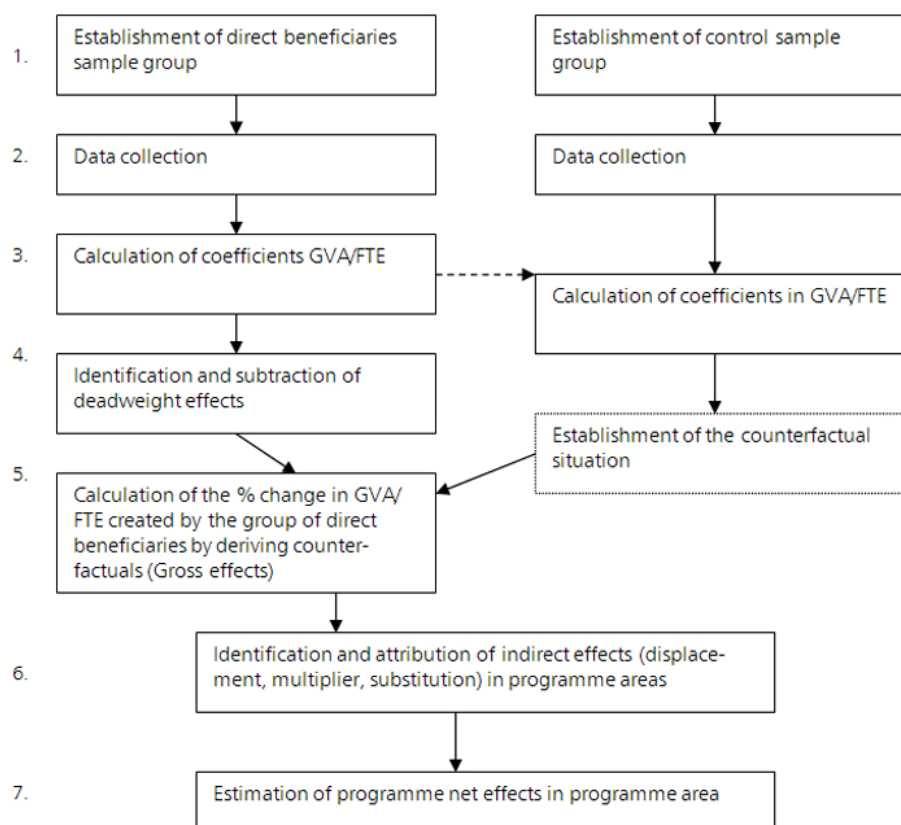 1.
Establishment of direct beneficiaries
sample group
Establishment of control sample
group
2.
Data collection
Data collection
3.
Calculation of coefficients GVA/FTE
Calculation of coefficients in GVA/FTE
4.
Identification and subtraction of
deadweight effects
Establishment of the counterfactual
situation
5.
Calculation of the % change in GVA/
FTE created by the group of direct
beneficiaries by deriving counter-
factuals (Gross effects)
6.
Identification and attribution of indirect effects (displace-
ment, multiplier, substitution) in programme areas
7.
Estimation of programme net effects in programme area